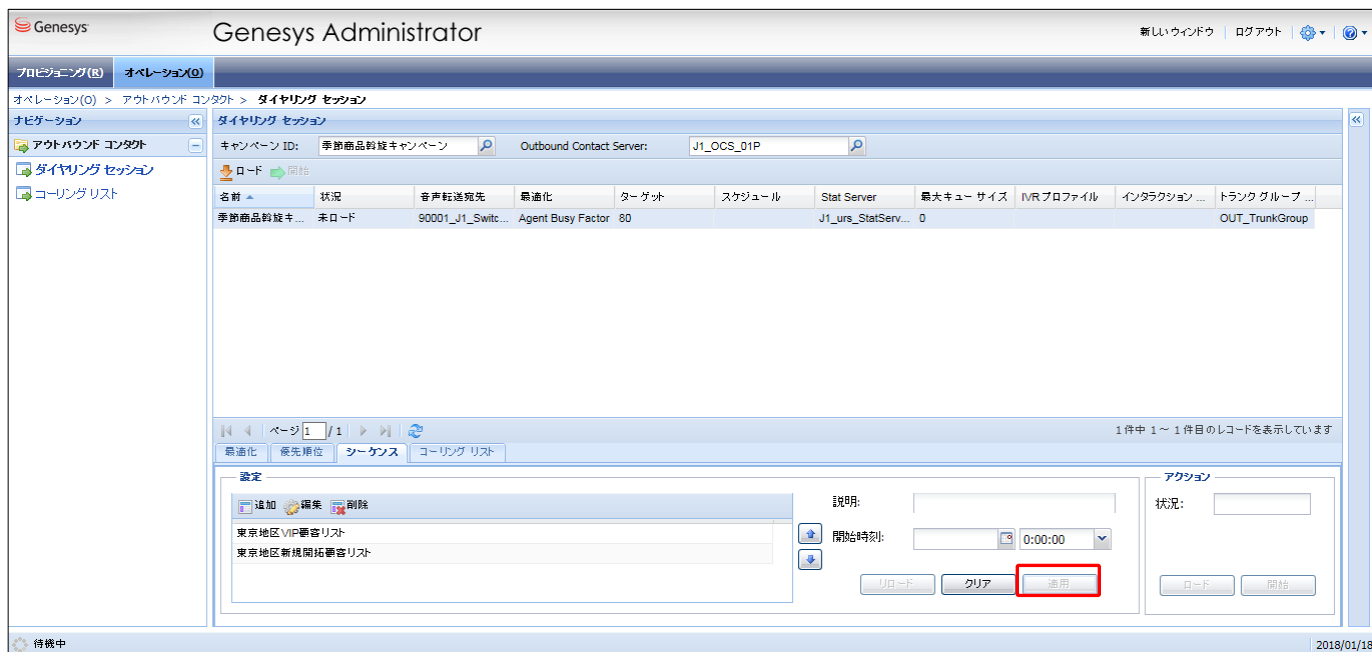 Genesys
Genesys Administrator
新しいウィンドウ ログアウト
プロビジョニング(R) オペレーション(O)
オペレーション(O) > アウトバウンド コンタクト > ダイヤリング セッション
ナビゲーション
アウトバウンド コンタクト
ダイヤリング セッション
コーリング リスト
ダイヤリング セッション
キャンペーン ID: 季節商品斡旋キャンペーン Outbound Contact Server: J1_OCS_01P
ロード 開始
名前 状況 音声転送宛先 最適化 ターゲット スケジュール Stat Server 最大キュー サイズ IVR プロファイル インタラクション ... トランク グループ ...
季節商品斡旋キ... 未ロード 90001_J1_Switc... Agent Busy Factor 80 J1_urs_StatServ... 0 OUT_TrunkGroup
ページ 1 / 1
1 件中 1 ~ 1 件目のレコードを表示しています
最適化 優先順位 シーケンス コーリング リスト
設定
追加 編集 削除
東京地区VIP顧客リスト
東京地区新規開拓顧客リスト
説明:
開始時刻: 0:00:00
リロード クリア 適用
アクション
状況:
ロード 開始
待機中
2018/01/18